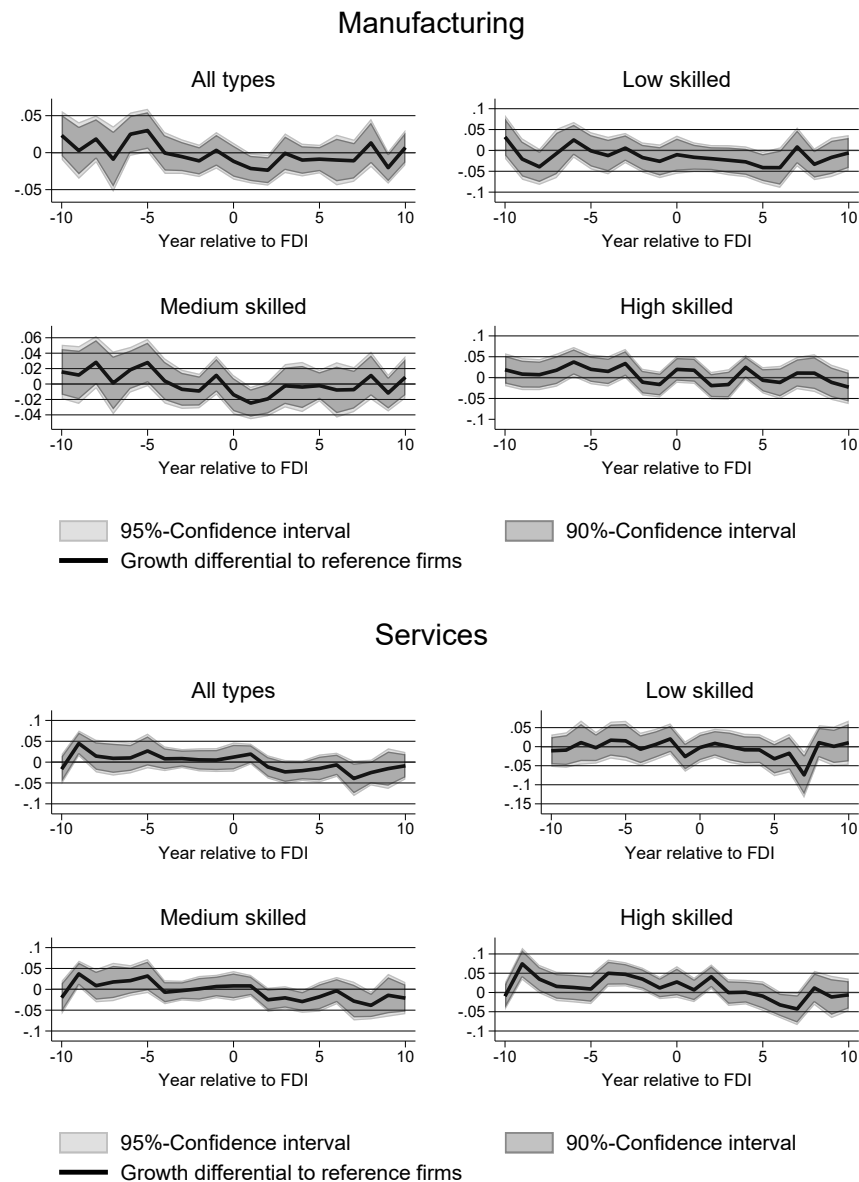 Manufacturing
All types
.05
0
-.05
-10 -5 0 5 10
Year relative to FDI
Low skilled
.1
.05
0
-.05
-.1
-10 -5 0 5 10
Year relative to FDI
Medium skilled
.06
.04
.02
0
-.02
-.04
-10 -5 0 5 10
Year relative to FDI
High skilled
.1
.05
0
-.05
-.1
-10 -5 0 5 10
Year relative to FDI
95%-Confidence interval
90%-Confidence interval
Growth differential to reference firms
Services
All types
.1
.05
0
-.05
-.1
-10 -5 0 5 10
Year relative to FDI
Low skilled
.05
0
-.05
-.1
-.15
-10 -5 0 5 10
Year relative to FDI
Medium skilled
.1
.05
0
-.05
-.1
-10 -5 0 5 10
Year relative to FDI
High skilled
.1
.05
0
-.05
-.1
-10 -5 0 5 10
Year relative to FDI
95%-Confidence interval
90%-Confidence interval
Growth differential to reference firms